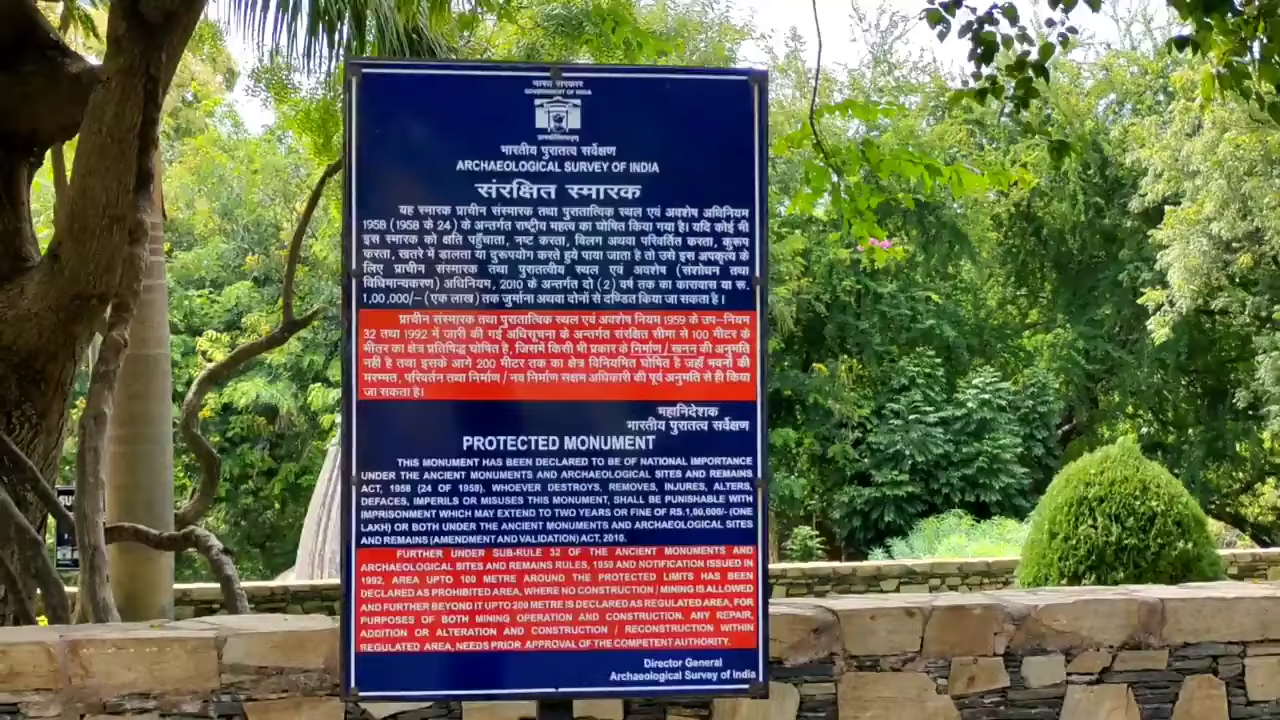 भारत सरकार
GOVERNMENT OF INDIA
भारतीय पुरातत्व सर्वेक्षण
ARCHAEOLOGICAL SURVEY OF INDIA
संरक्षित स्मारक
यह स्मारक प्राचीन संस्मारक तथा पुरातात्विक स्थल एवं अवशेष अधिनियम
1958 (1958 के 24) के अन्तर्गत राष्ट्रीय महत्व का घोषित किया गया है। यदि कोई भी
इस स्मारक को क्षति पहुँचाता, नष्ट करता, विलग अथवा परिवर्तित करता, कुरूप
करता, खतरे में डालता या दुरूपयोग करते हुये पाया जाता है तो उसे इस अपकृत्य के
लिए प्राचीन संस्मारक तथा पुरातत्वीय स्थल एवं अवशेष (संशोधन तथा
विधिमान्यकरण) अधिनियम, 2010 के अन्तर्गत दो (2) वर्ष तक का कारावास या रू.
1,00,000/– (एक लाख) तक जुर्माना अथवा दोनों से दण्डित किया जा सकता है।
प्राचीन संस्मारक तथा पुरातात्विक स्थल एवं अवशेष नियम 1959 के उप–नियम
32 तथा 1992 में जारी की गई अधिसूचना के अन्तर्गत संरक्षित सीमा से 100 मीटर के
भीतर का क्षेत्र प्रतिषिद्ध घोषित है, जिसमें किसी भी प्रकार के निर्माण / खनन की अनुमति
नहीं है तथा इसके आगे 200 मीटर तक का क्षेत्र विनियमित घोषित है जहाँ भवनों की
मरम्मत, परिवर्तन तथा निर्माण / नव निर्माण सक्षम अधिकारी की पूर्व अनुमति से ही किया
जा सकता है।
महानिदेशक
भारतीय पुरातत्व सर्वेक्षण
PROTECTED MONUMENT
THIS MONUMENT HAS BEEN DECLARED TO BE OF NATIONAL IMPORTANCE
UNDER THE ANCIENT MONUMENTS AND ARCHAEOLOGICAL SITES AND REMAINS
ACT, 1958 (24 OF 1958). WHOEVER DESTROYS, REMOVES, INJURES, ALTERS,
DEFACES, IMPERILS OR MISUSES THIS MONUMENT, SHALL BE PUNISHABLE WITH
IMPRISONMENT WHICH MAY EXTEND TO TWO YEARS OR FINE OF RS.1,00,000/- (ONE
LAKH) OR BOTH UNDER THE ANCIENT MONUMENTS AND ARCHAEOLOGICAL SITES
AND REMAINS (AMENDMENT AND VALIDATION) ACT, 2010.
FURTHER UNDER SUB-RULE 32 OF THE ANCIENT MONUMENTS AND
ARCHAEOLOGICAL SITES AND REMAINS RULES, 1959 AND NOTIFICATION ISSUED IN
1992, AREA UPTO 100 METRE AROUND THE PROTECTED LIMITS HAS BEEN
DECLARED AS PROHIBITED AREA, WHERE NO CONSTRUCTION / MINING IS ALLOWED
AND FURTHER BEYOND IT UPTO 200 METRE IS DECLARED AS REGULATED AREA, FOR
PURPOSES OF BOTH MINING OPERATION AND CONSTRUCTION. ANY REPAIR,
ADDITION OR ALTERATION AND CONSTRUCTION / RECONSTRUCTION WITHIN
REGULATED AREA, NEEDS PRIOR APPROVAL OF THE COMPETENT AUTHORITY.
Director General
Archaeological Survey of India